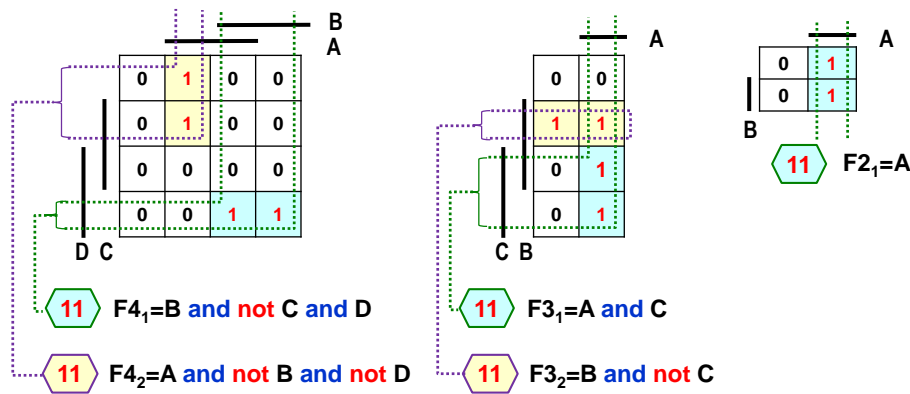 B
A
0 1 0 0
0 1 0 0
0 0 0 0
0 0 1 1
D C
11 F4₁=B and not C and D
11 F4₂=A and not B and not D
A
0 0
1 1
0 1
0 1
C B
11 F3₁=A and C
11 F3₂=B and not C
A
0 1
0 1
B
11 F2₁=A